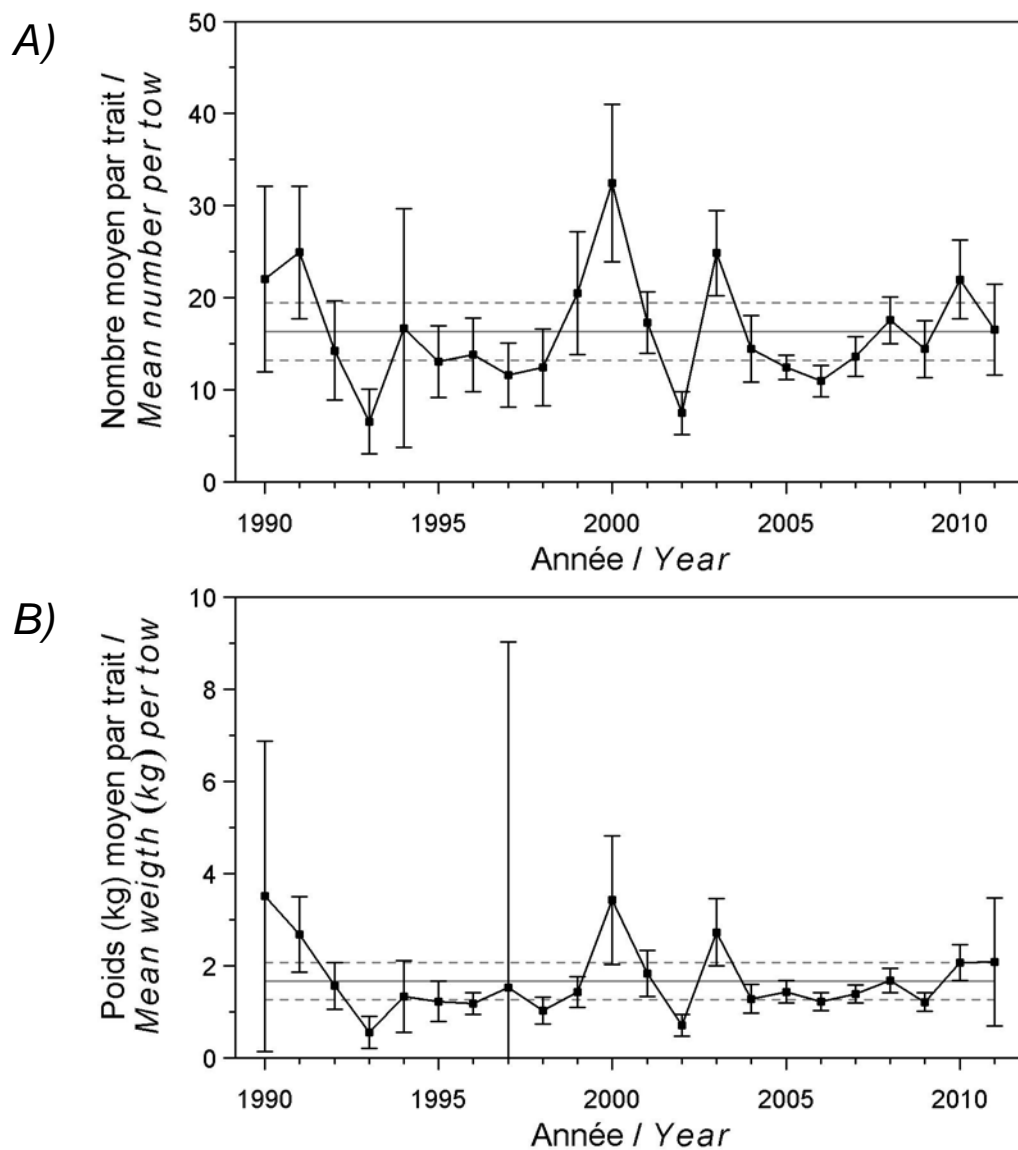 A)
Nombre moyen par trait /
Mean number per tow
50
40
30
20
10
0
1990 1995 2000 2005 2010
Année / Year
B)
Poids (kg) moyen par trait /
Mean weigth (kg) per tow
10
8
6
4
2
0
1990 1995 2000 2005 2010
Année / Year